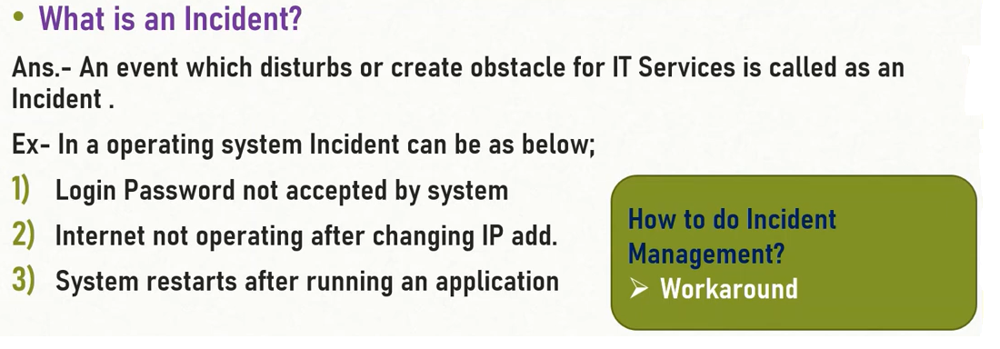 • What is an Incident?
Ans.- An event which disturbs or create obstacle for IT Services is called as an
Incident .
Ex- In a operating system Incident can be as below;
1) Login Password not accepted by system
2) Internet not operating after changing IP add.
3) System restarts after running an application
How to do Incident
Management?
➢ Workaround